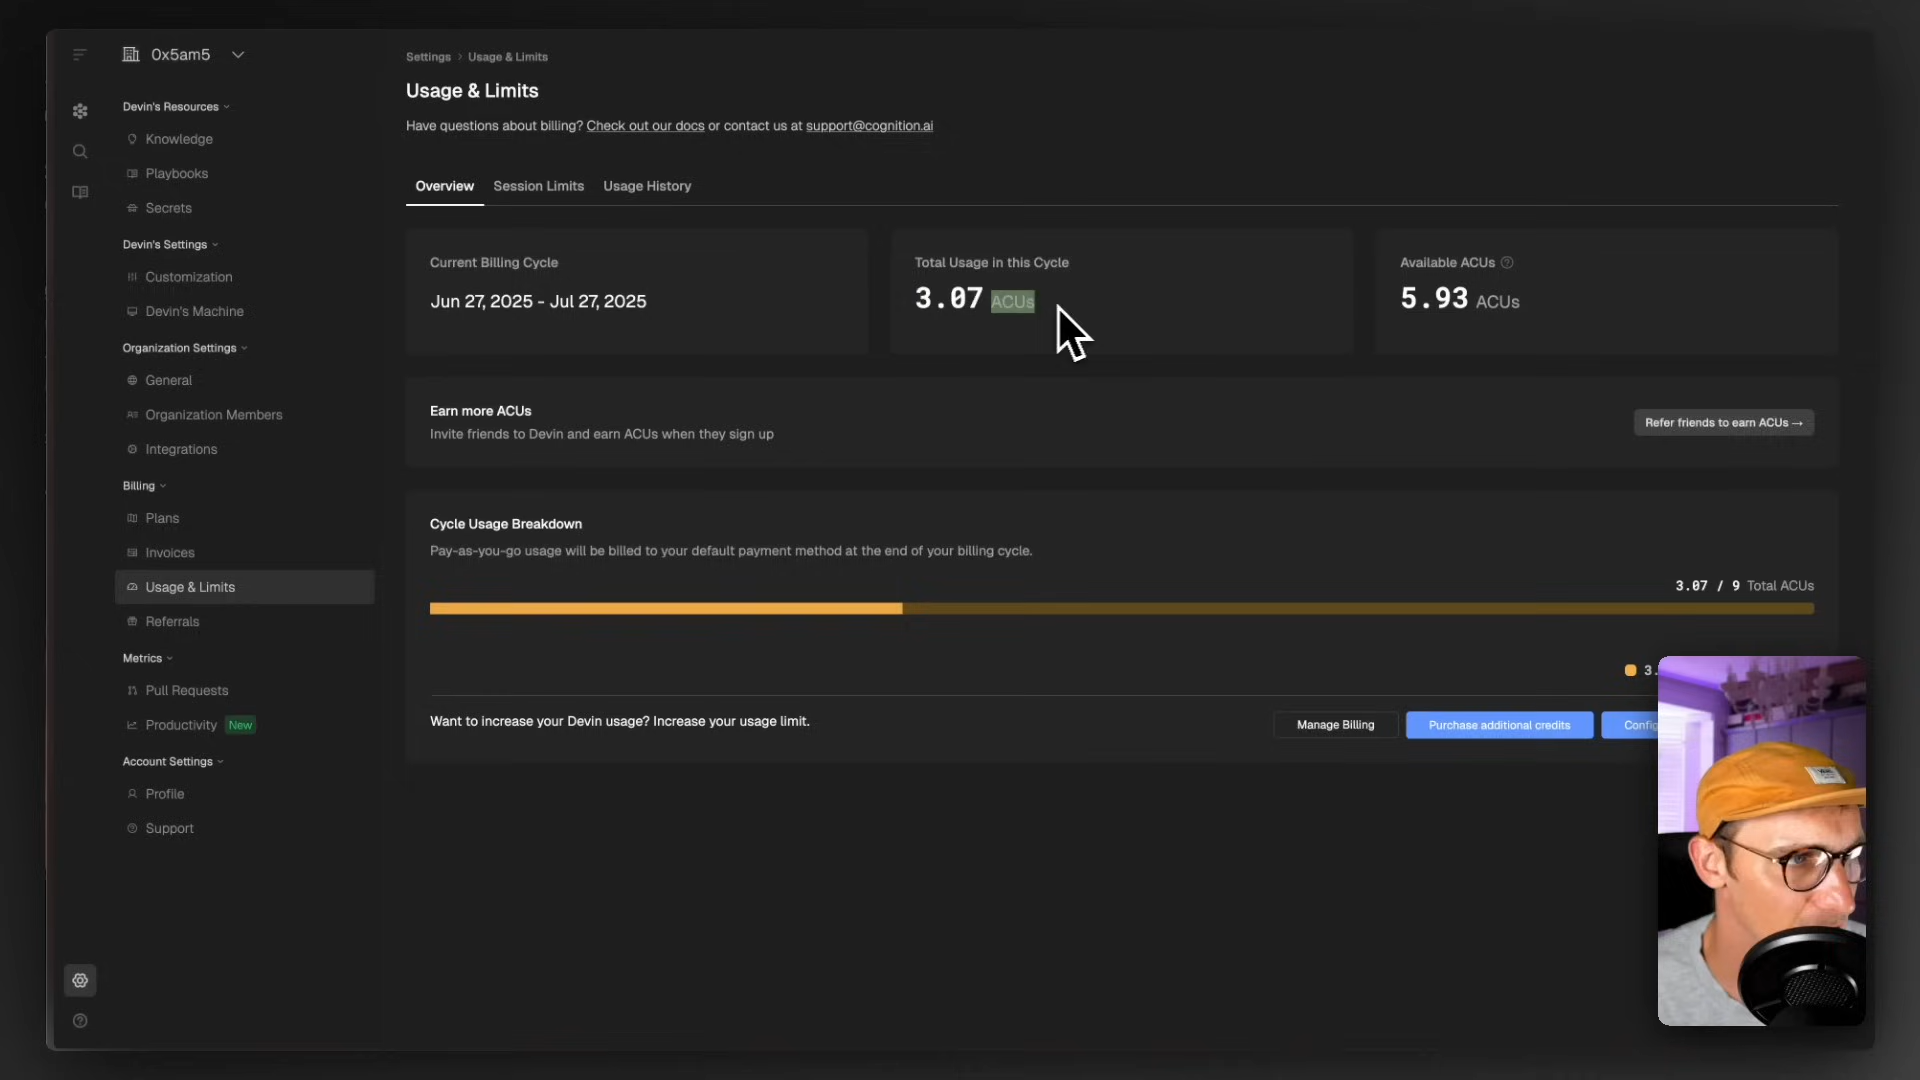 0x5am5
Devin's Resources
Knowledge
Playbooks
Secrets
Devin's Settings
Customization
Devin's Machine
Organization Settings
General
Organization Members
Integrations
Billing
Plans
Invoices
Usage & Limits
Referrals
Metrics
Pull Requests
Productivity New
Account Settings
Profile
Support
Settings > Usage & Limits
Usage & Limits
Have questions about billing? Check out our docs or contact us at support@cognition.ai
Overview Session Limits Usage History
Current Billing Cycle
Jun 27, 2025 - Jul 27, 2025
Total Usage in this Cycle
3.07 ACUs
Available ACUs
5.93 ACUs
Earn more ACUs
Invite friends to Devin and earn ACUs when they sign up
Refer friends to earn ACUs →
Cycle Usage Breakdown
Pay-as-you-go usage will be billed to your default payment method at the end of your billing cycle.
3.07 / 9 Total ACUs
3.
Want to increase your Devin usage? Increase your usage limit.
Manage Billing
Purchase additional credits
Config